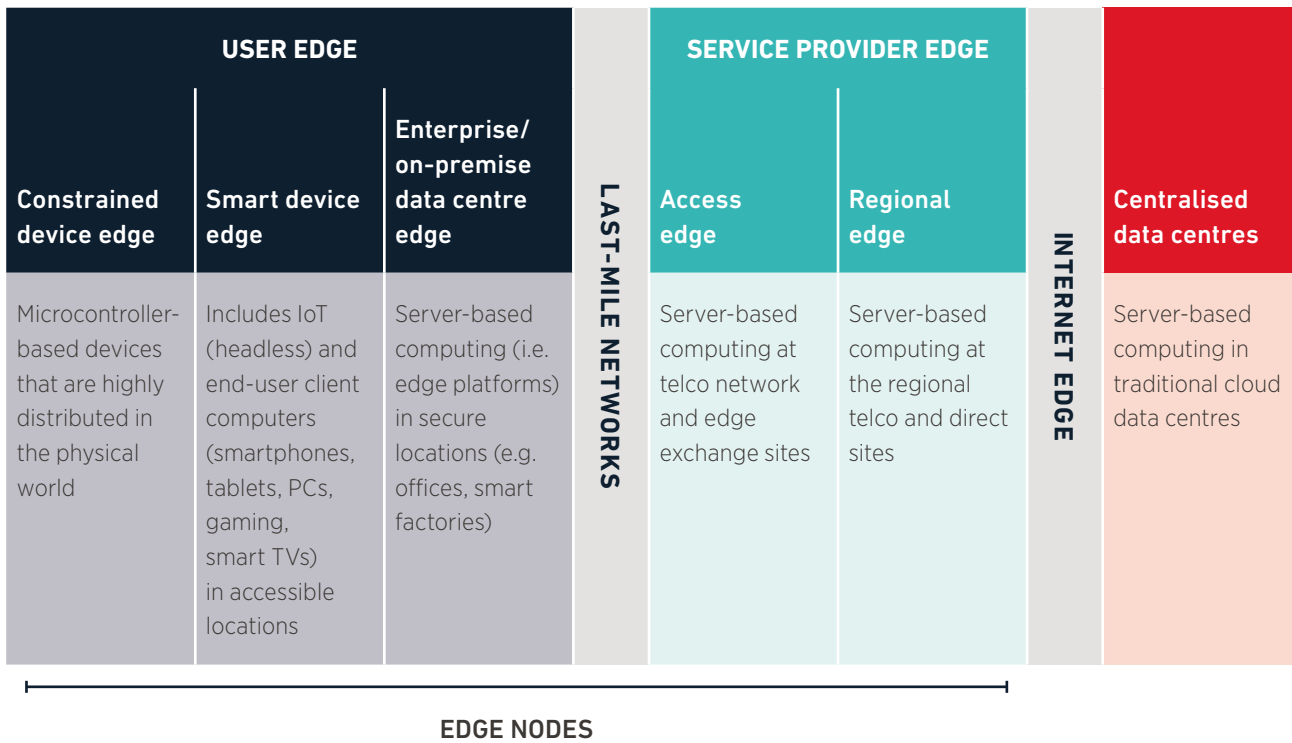 USER EDGE
SERVICE PROVIDER EDGE
Constrained
device edge
Smart device
edge
Enterprise/
on-premise
data centre
edge
LAST-MILE NETWORKS
Access
edge
Regional
edge
INTERNET EDGE
Centralised
data centres
Microcontroller-
based devices
that are highly
distributed in
the physical
world
Includes IoT
(headless) and
end-user client
computers
(smartphones,
tablets, PCs,
gaming,
smart TVs)
in accessible
locations
Server-based
computing (i.e.
edge platforms)
in secure
locations (e.g.
offices, smart
factories)
Server-based
computing at
telco network
and edge
exchange sites
Server-based
computing at
the regional
telco and direct
sites
Server-based
computing in
traditional cloud
data centres
EDGE NODES